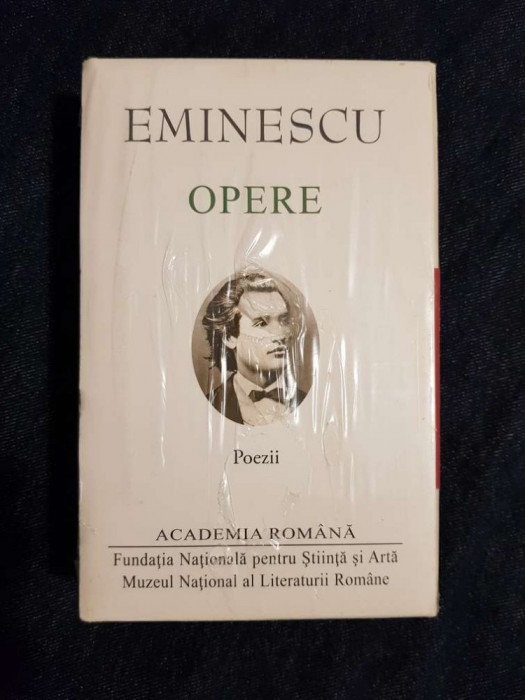 EMINESCU
OPERE
Poezii
ACADEMIA ROMÂNĂ
Fundația Națională pentru Știință și Artă
Muzeul Național al Literaturii Române